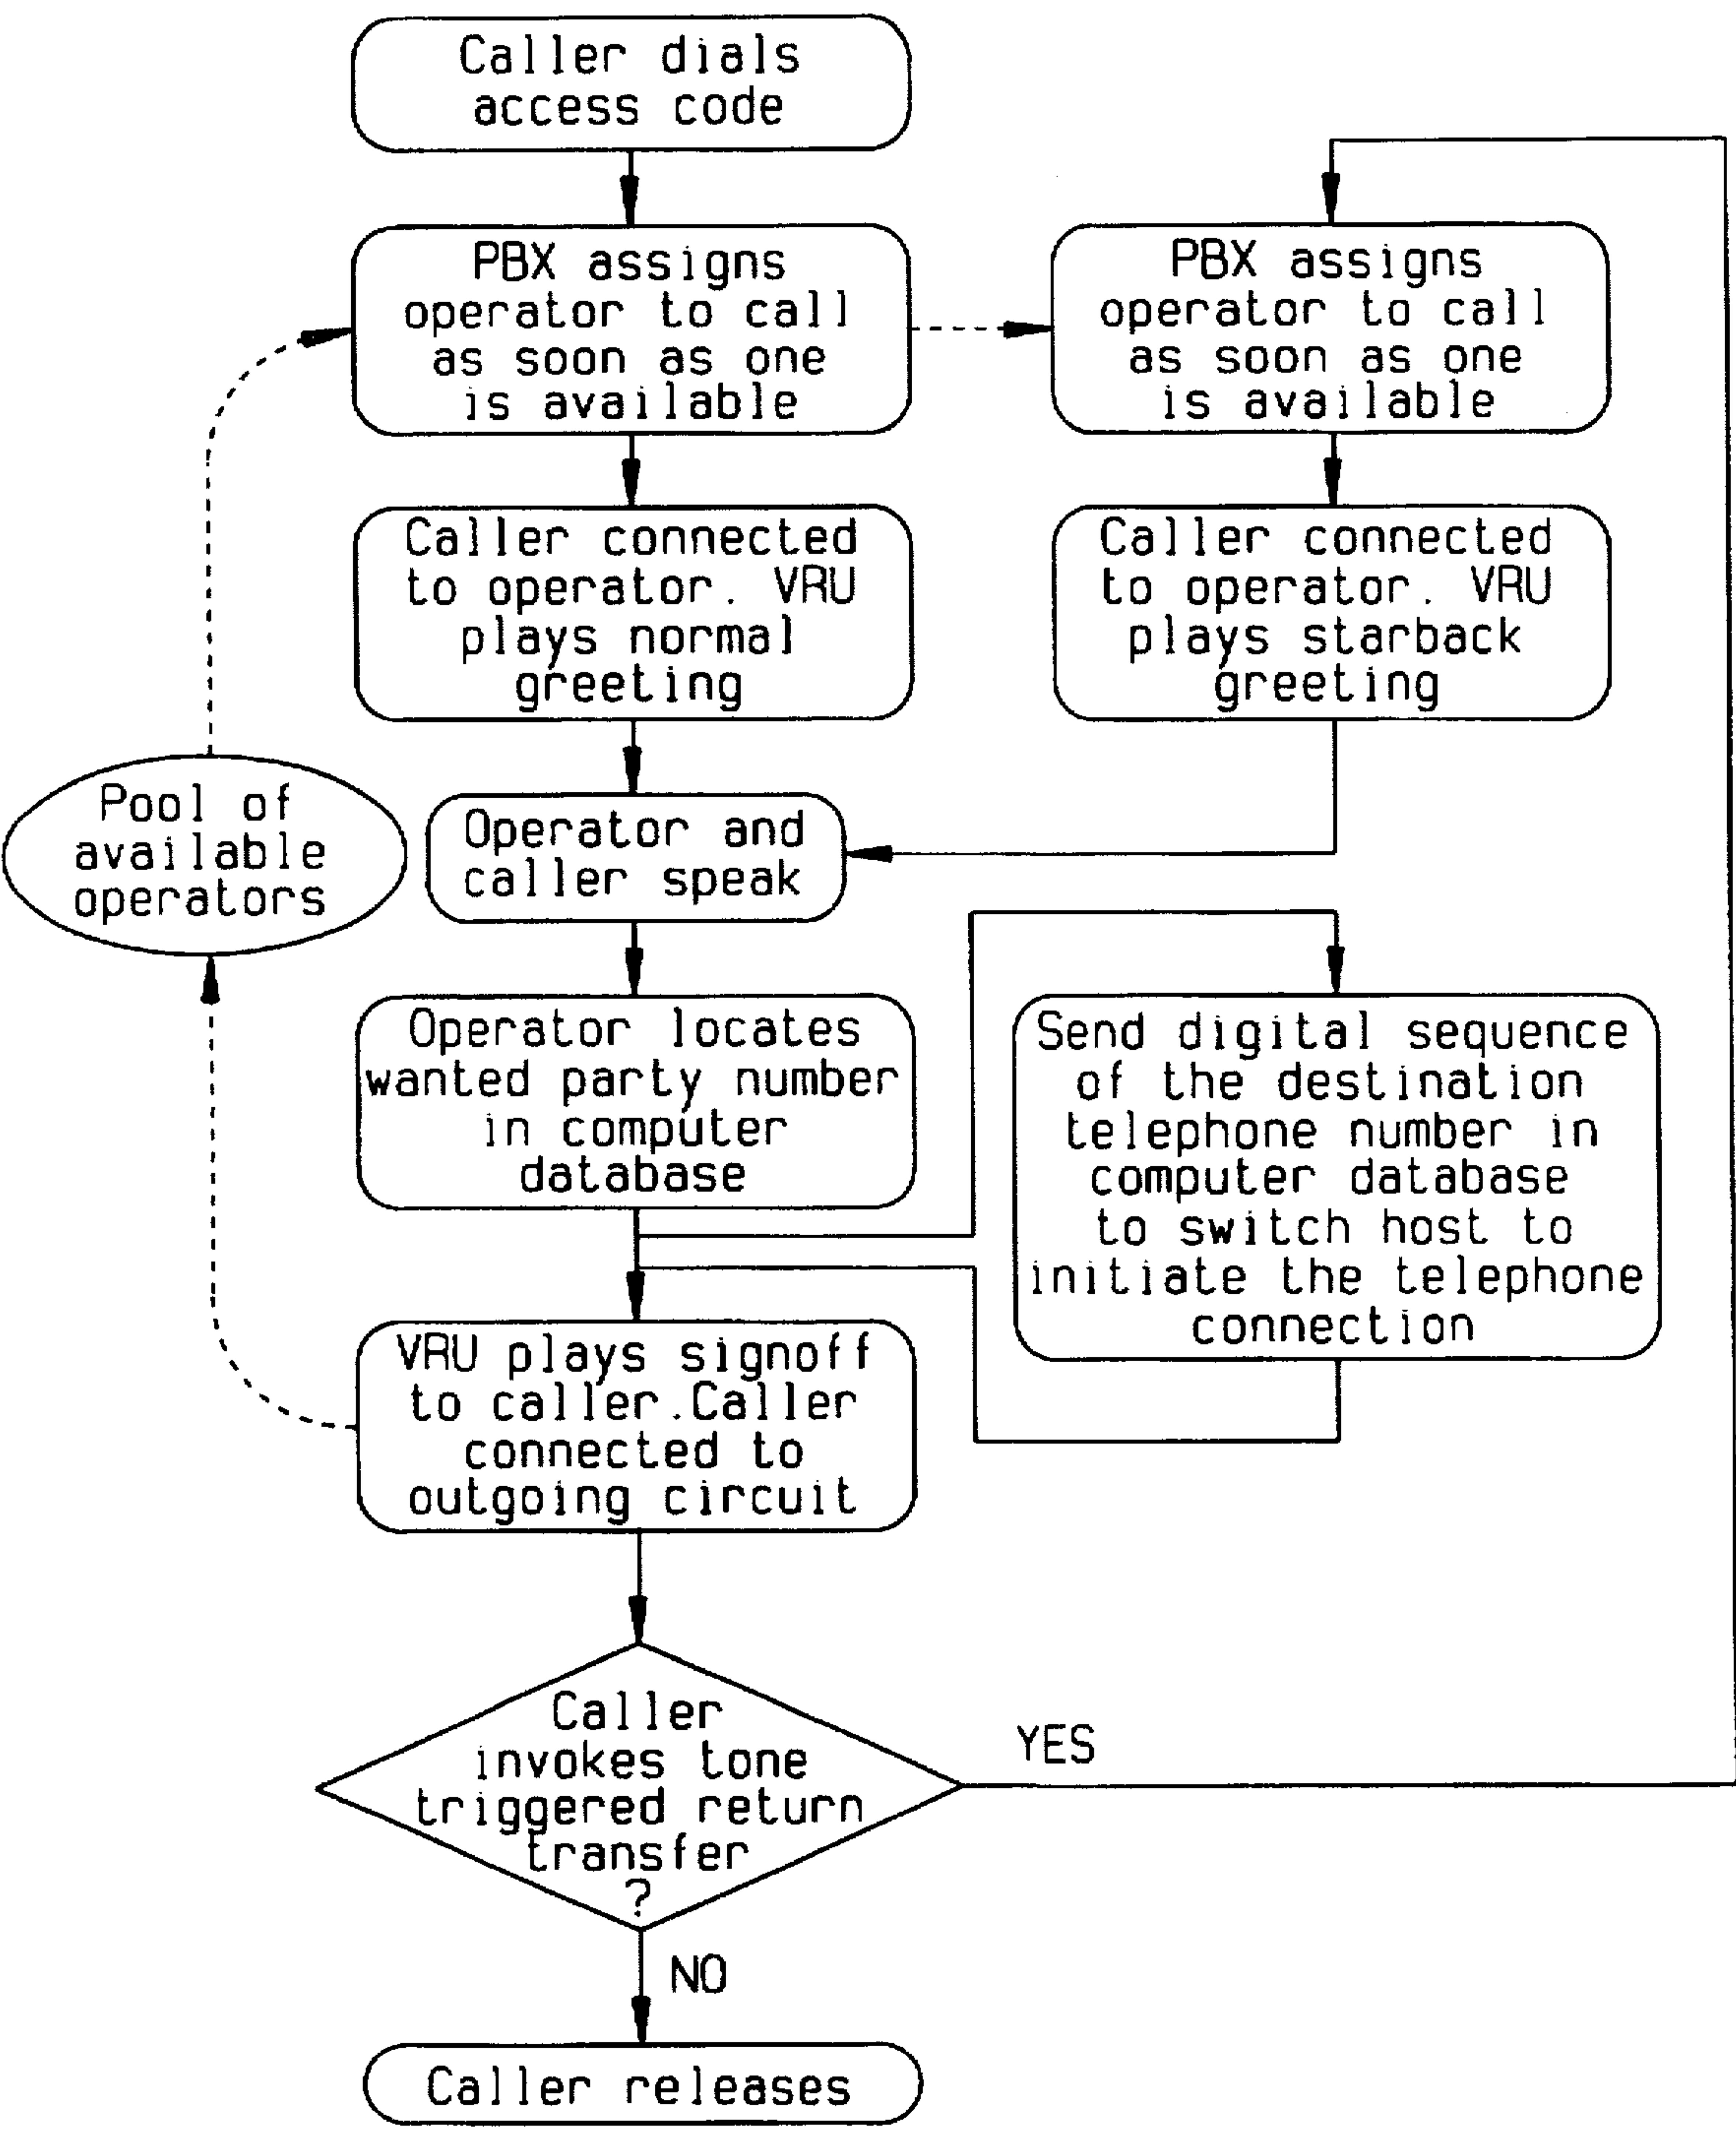 Caller dials
access code
PBX assigns
operator to call
as soon as one
is available
PBX assigns
operator to call
as soon as one
is available
Caller connected
to operator. VRU
plays normal
greeting
Caller connected
to operator. VRU
plays starback
greeting
Pool of
available
operators
Operator and
caller speak
Operator locates
wanted party number
in computer
database
Send digital sequence
of the destination
telephone number in
computer database
to switch host to
initiate the telephone
connection
VRU plays signoff
to caller.Caller
connected to
outgoing circuit
Caller
invokes tone
triggered return
transfer
?
YES
NO
Caller releases